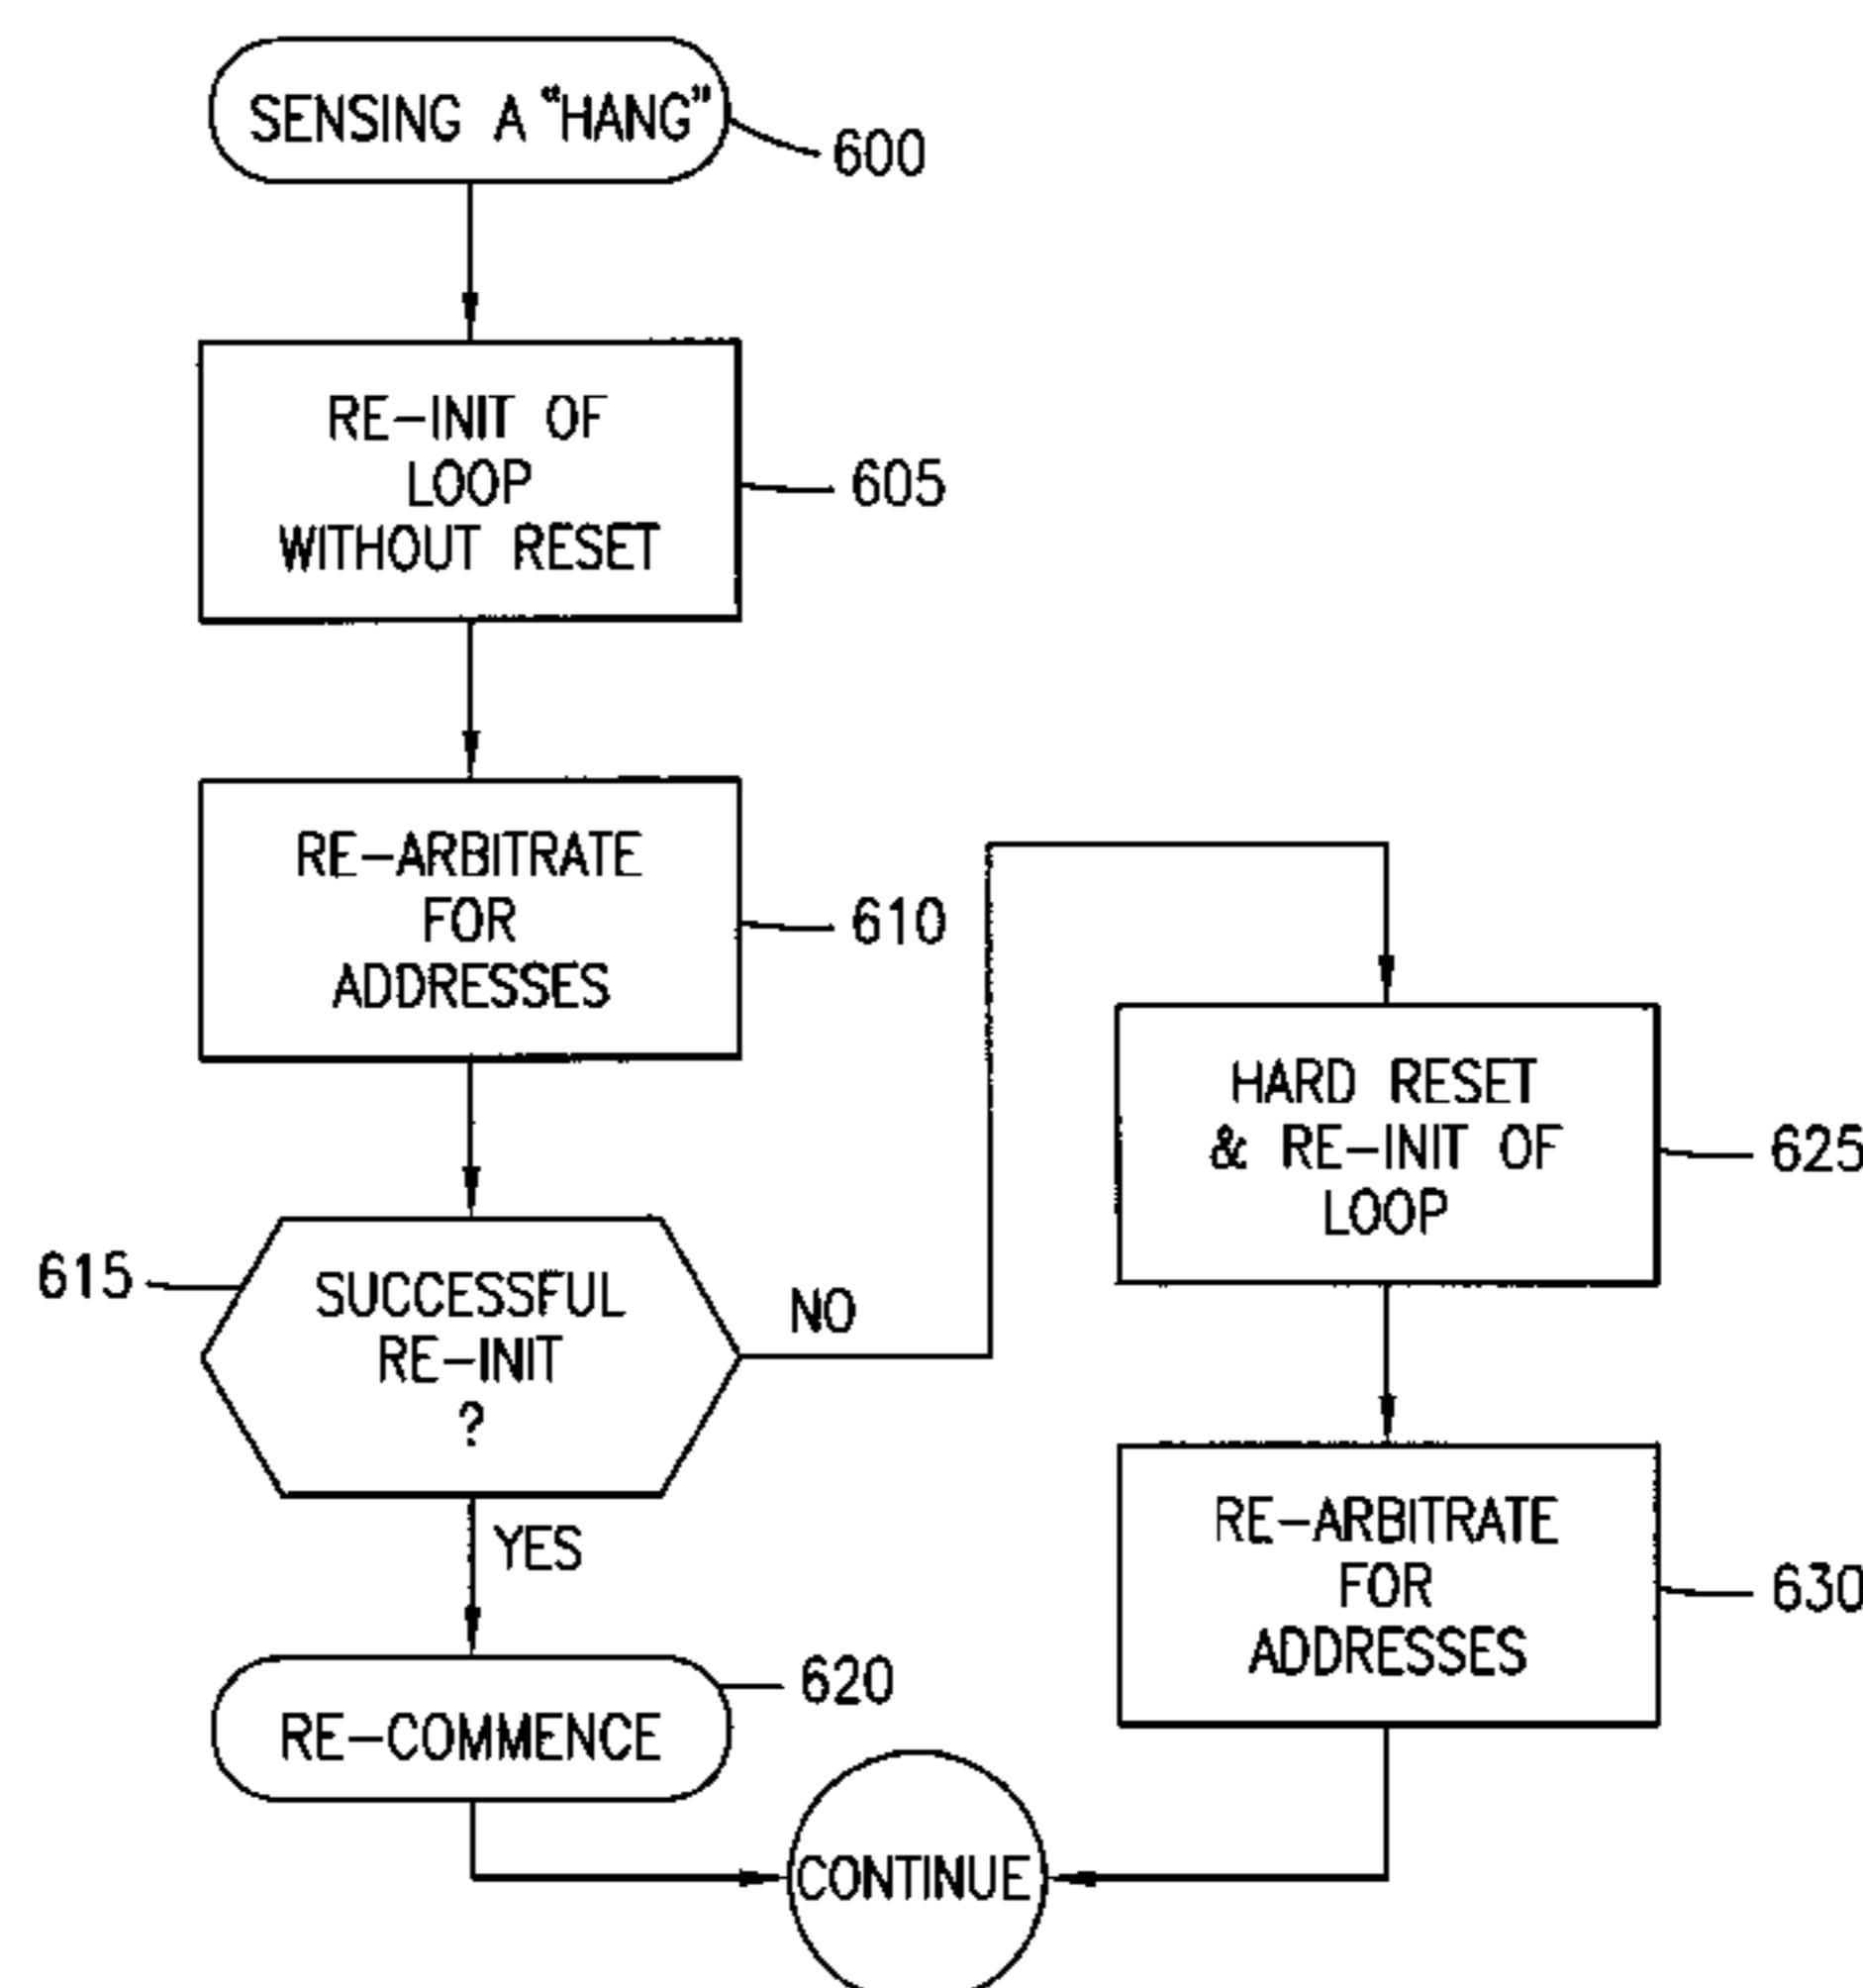 SENSING A "HANG"
600
RE-INIT OF
LOOP
WITHOUT RESET
605
RE-ARBITRATE
FOR
ADDRESSES
610
615
SUCCESSFUL
RE-INIT
?
NO
YES
RE-COMMENCE
620
HARD RESET
& RE-INIT OF
LOOP
625
RE-ARBITRATE
FOR
ADDRESSES
630
CONTINUE